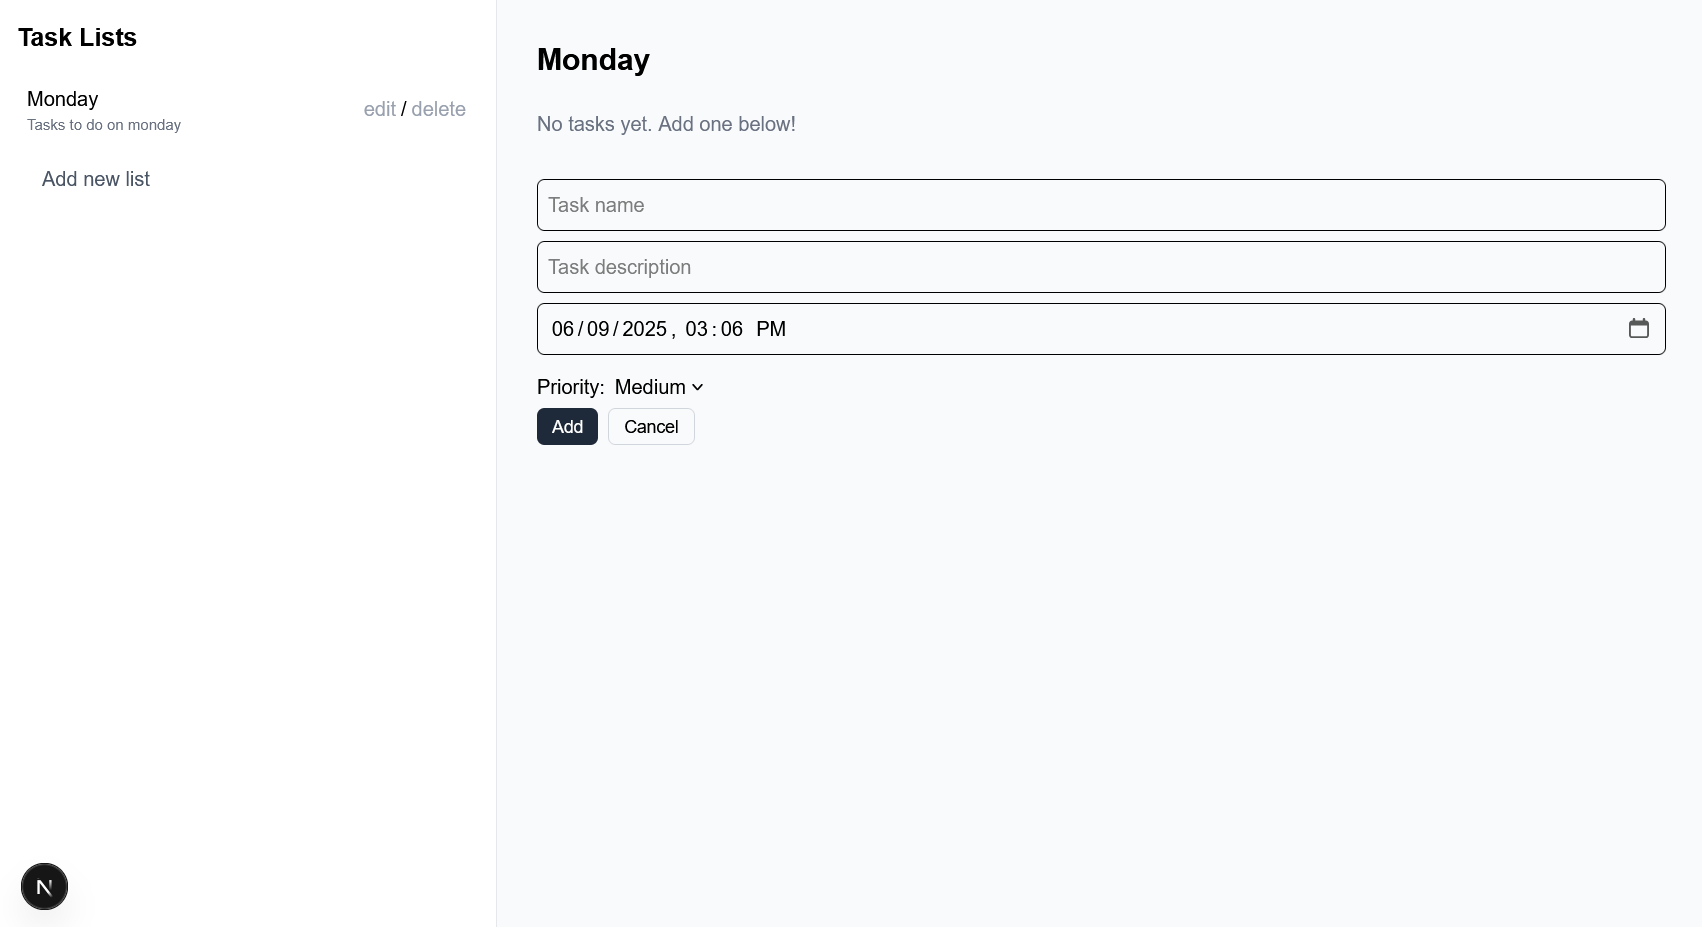 Task Lists
Monday
Tasks to do on monday
edit / delete
Add new list
Monday
No tasks yet. Add one below!
Task name
Task description
06/09/2025, 03:06 PM
Priority: Medium
Add
Cancel
N